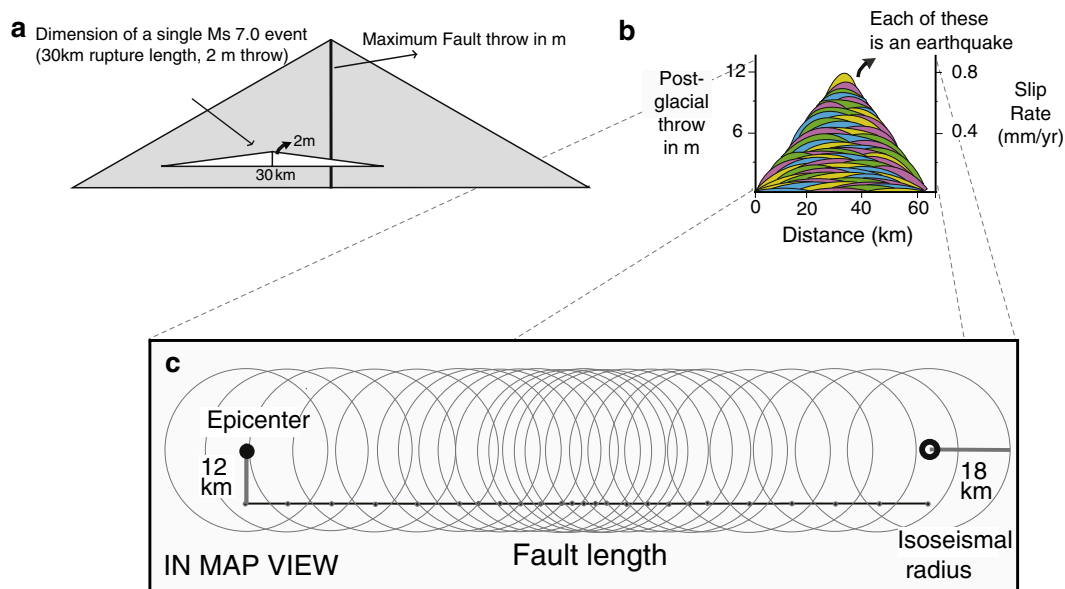 a
Dimension of a single Ms 7.0 event
(30km rupture length, 2 m throw)
Maximum Fault throw in m
2m
30 km
b
Each of these
is an earthquake
Post-
glacial
throw
in m
12
6
0.8
0.4
Slip
Rate
(mm/yr)
0 20 40 60
Distance (km)
c
Epicenter
12
km
18
km
IN MAP VIEW
Fault length
Isoseismal
radius